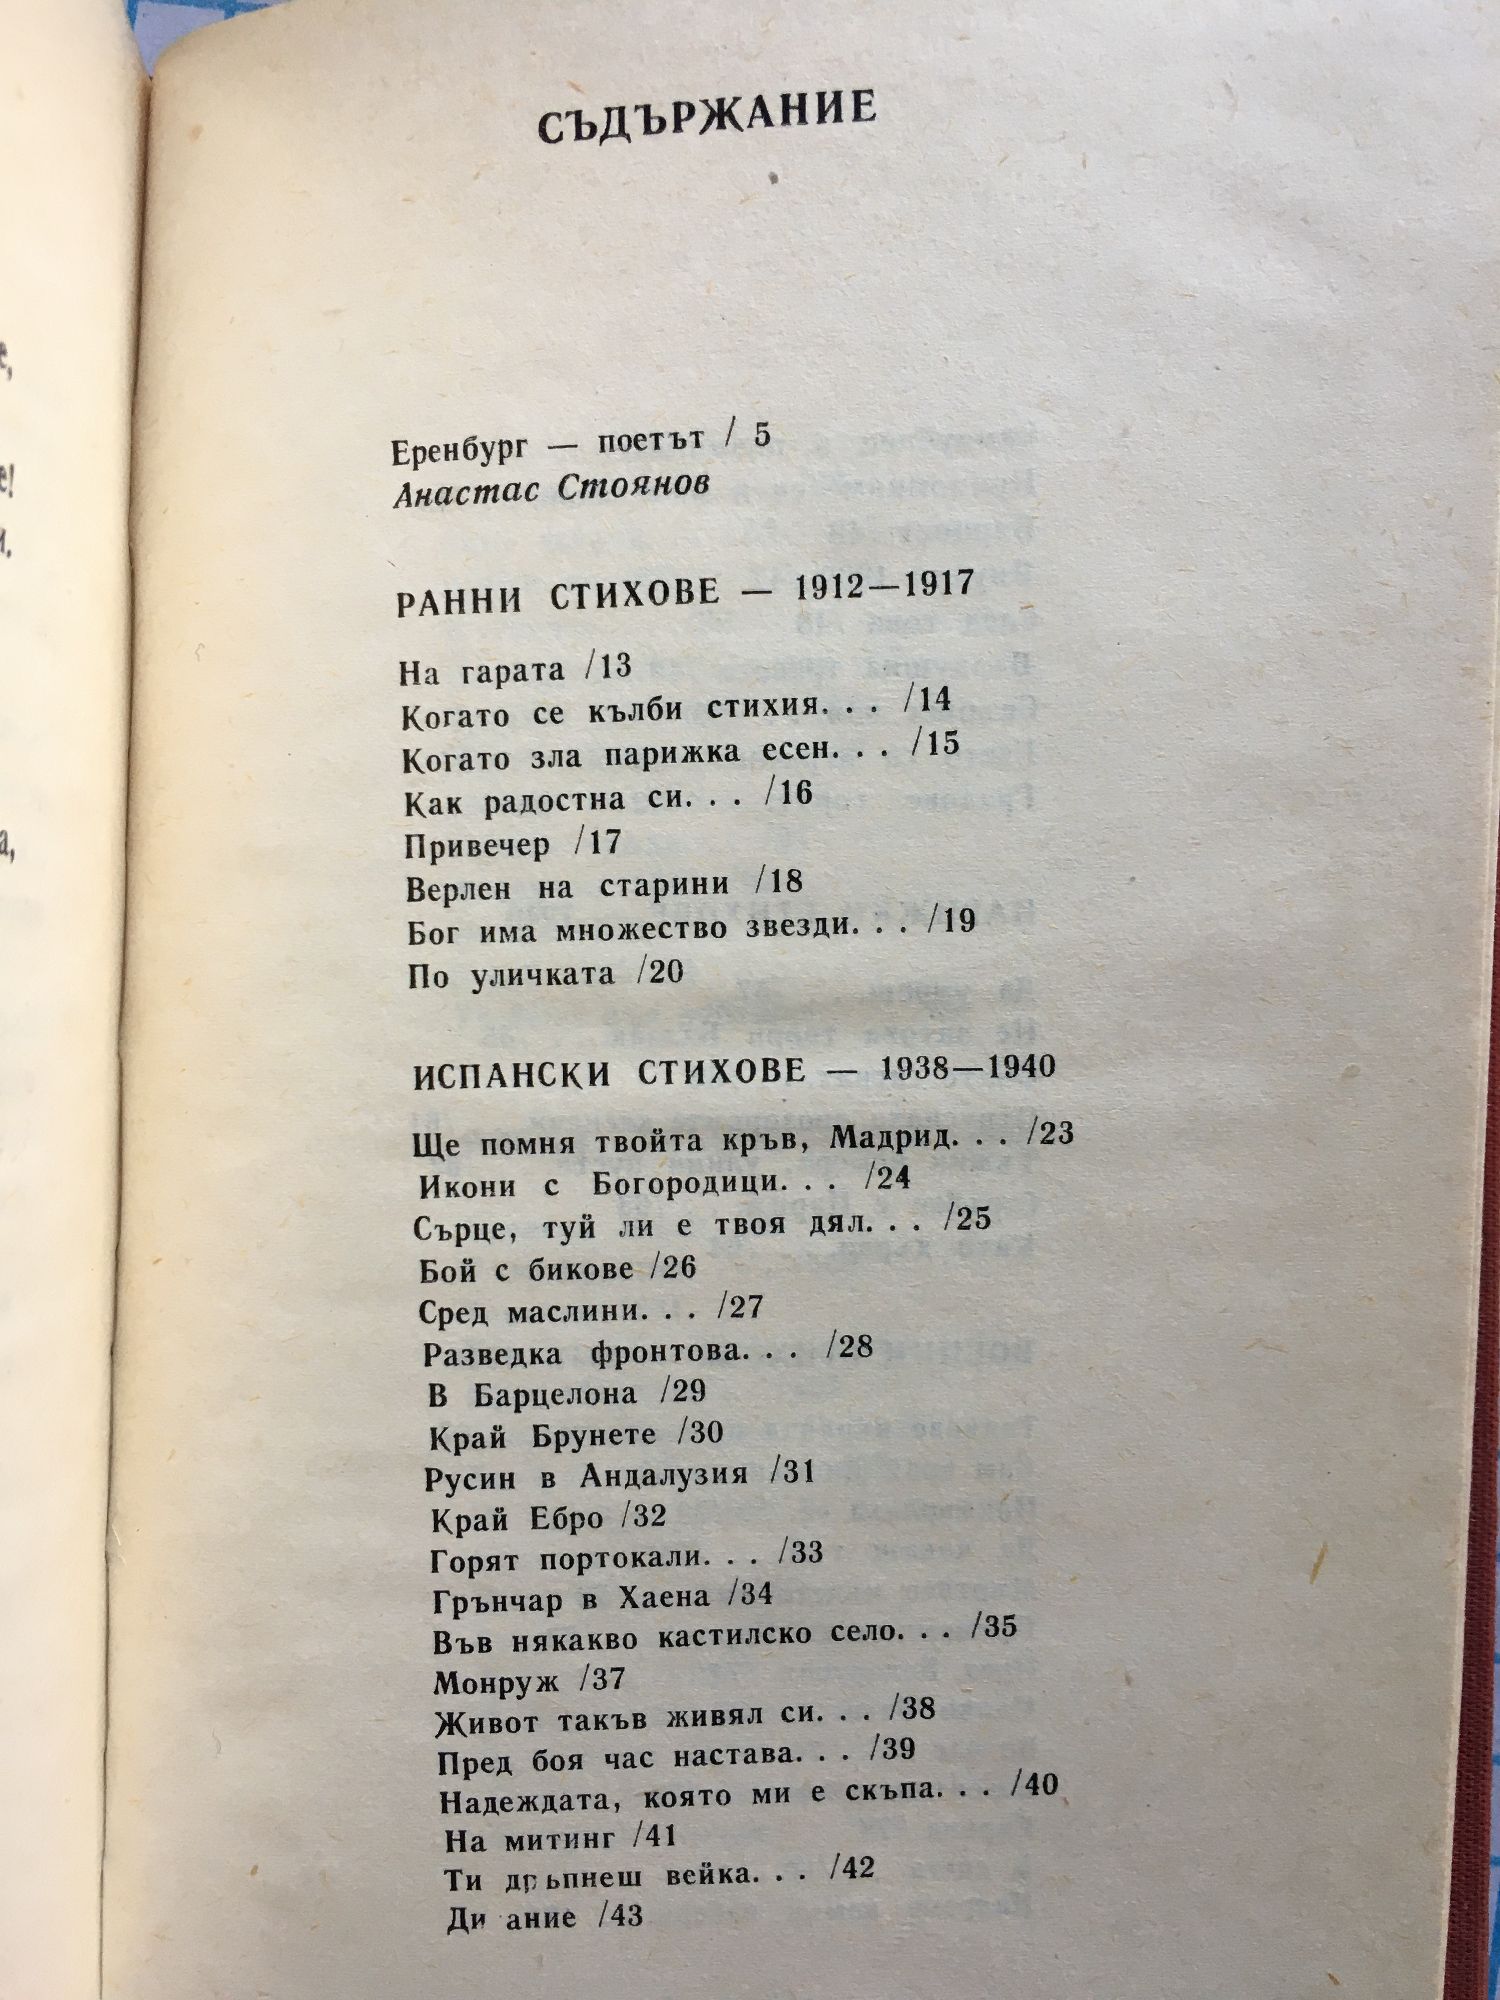 СЪДЪРЖАНИЕ
Еренбург — поетът / 5
Анастас Стоянов
РАННИ СТИХОВЕ — 1912—1917
На гарата /13
Когато се кълби стихия. . . /14
Когато зла парижка есен. . . /15
Как радостна си. . . /16
Привечер /17
Верлен на старини /18
Бог има множество звезди. . . /19
По уличката /20
ИСПАНСКИ СТИХОВЕ — 1938—1940
Ще помня твойта кръв, Мадрид. . . /23
Икони с Богородици. . . /24
Сърце, туй ли е твоя дял. . . /25
Бой с бикове /26
Сред маслини. . . /27
Разведка фронтова. . . /28
В Барцелона /29
Край Брунете /30
Русин в Андалузия /31
Край Ебро /32
Горят портокали. . . /33
Грънчар в Хаена /34
Във някакво кастилско село. . . /35
Монруж /37
Живот такъв живял си. . . /38
Пред боя час настава. . . /39
Надеждата, която ми е скъпа. . . /40
На митинг /41
Ти дръпнеш вейка. . . /42
/43